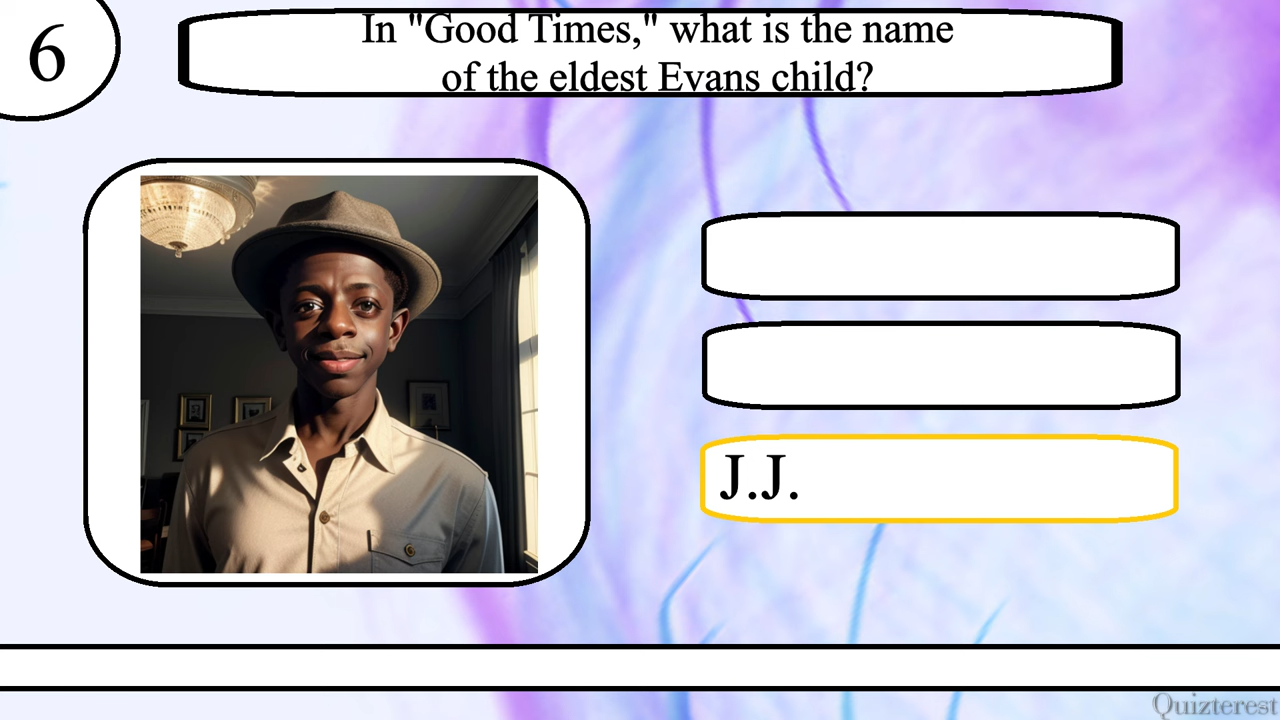 6
In "Good Times," what is the name
of the eldest Evans child?
J.J.
Quizterest